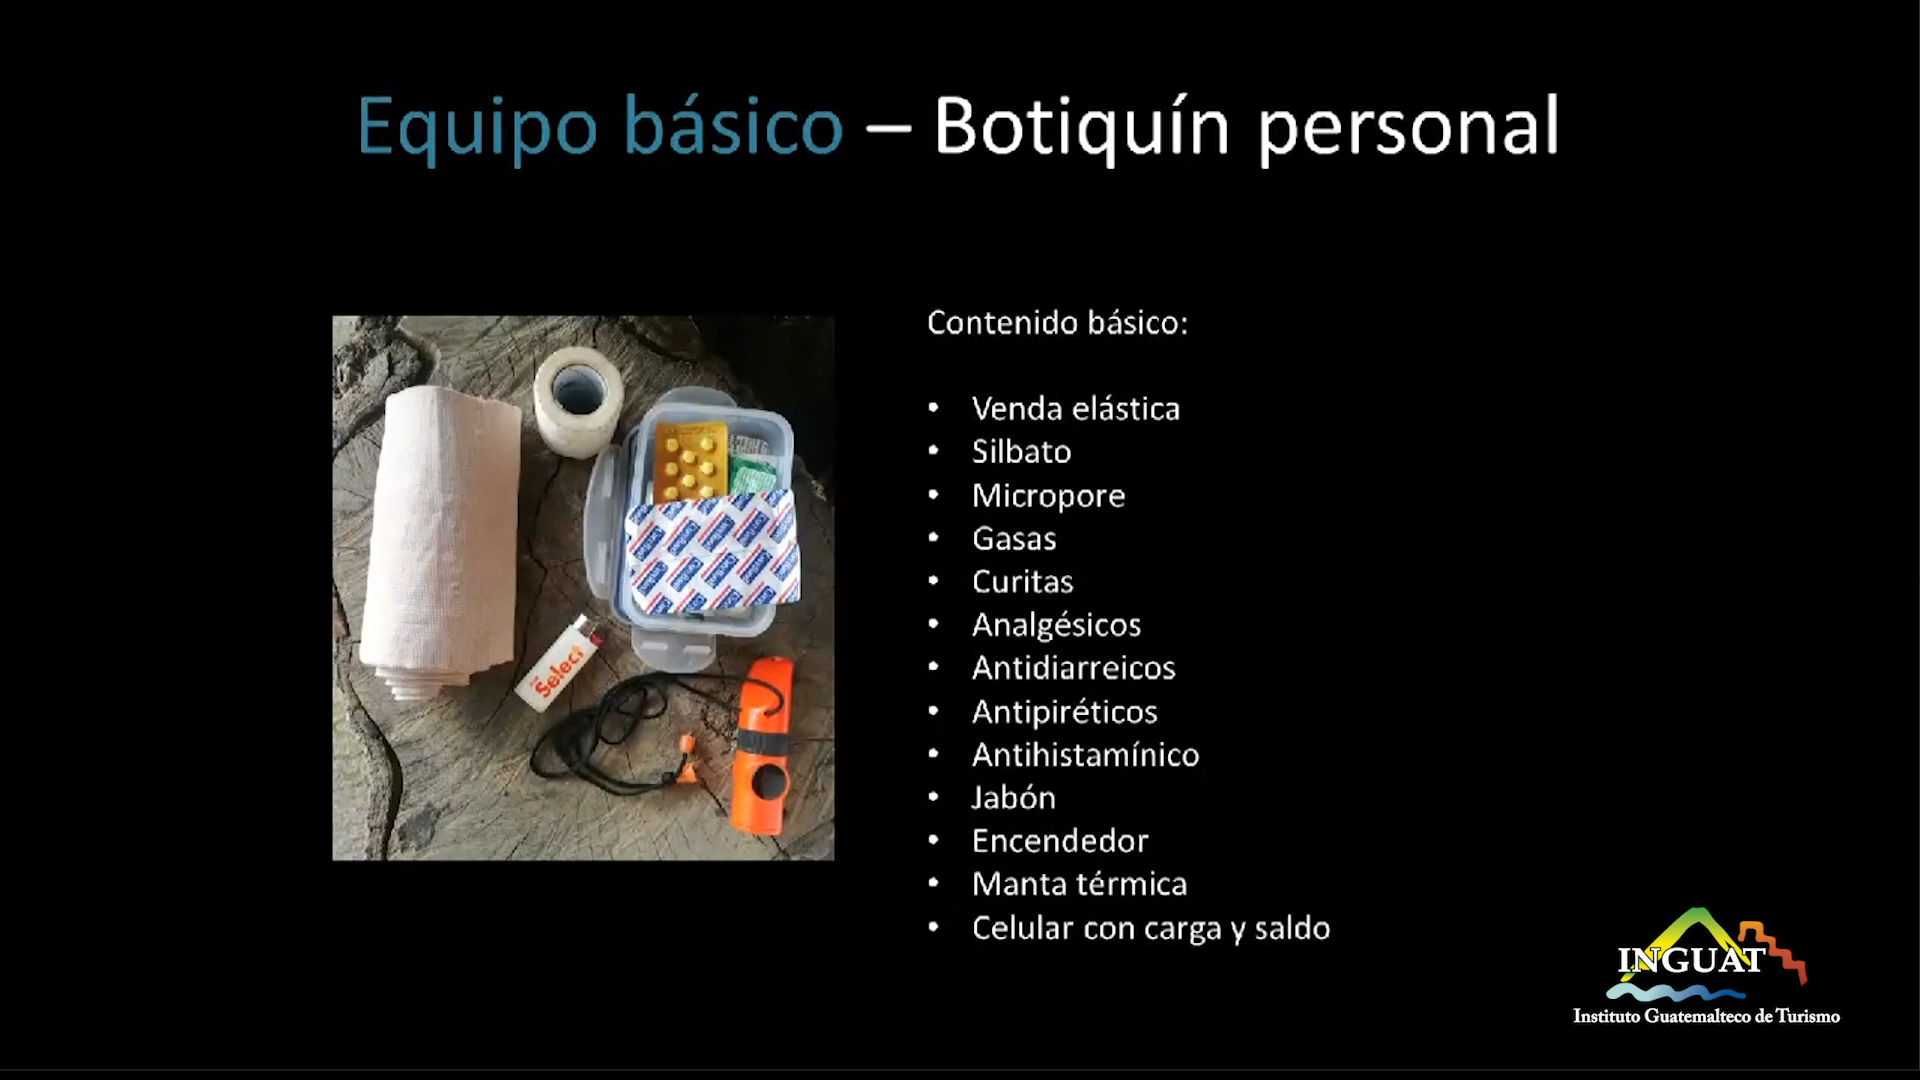 Equipo básico – Botiquín personal
Contenido básico:
• Venda elástica
• Silbato
• Micropore
• Gasas
• Curitas
• Analgésicos
• Antidiarreicos
• Antipiréticos
• Antihistamínico
• Jabón
• Encendedor
• Manta térmica
• Celular con carga y saldo
Select
INGUAT
Instituto Guatemalteco de Turismo